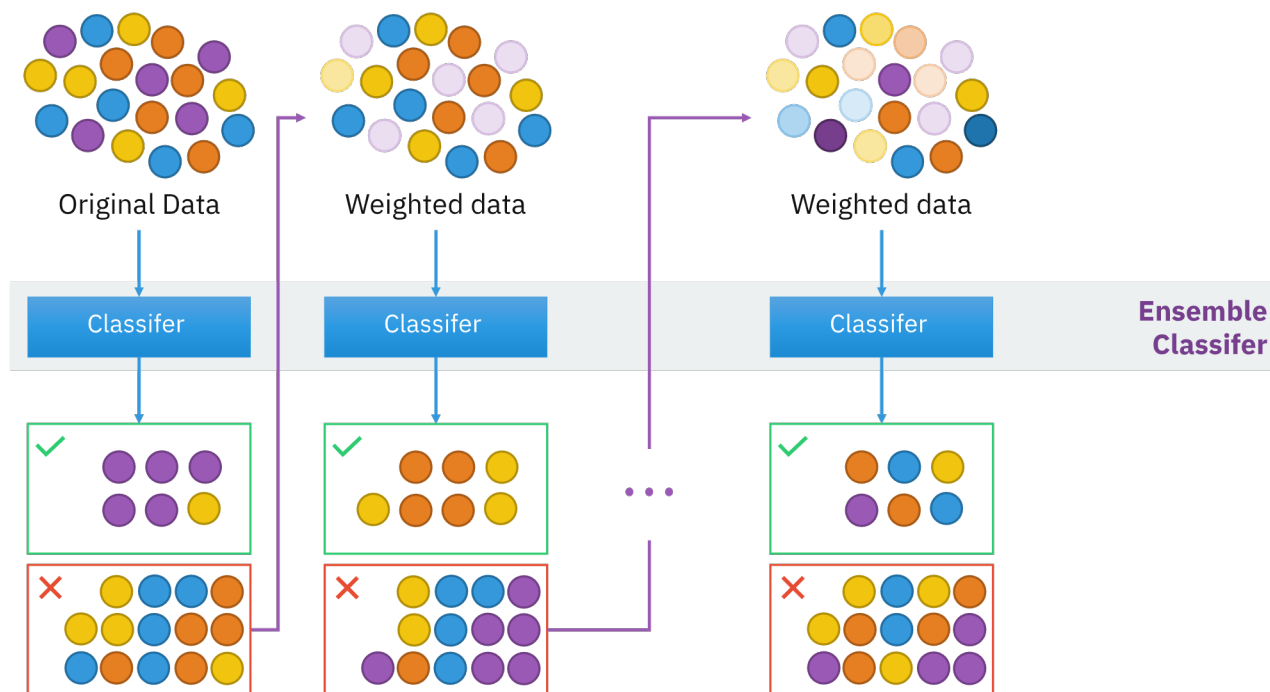 Original Data
Weighted data
Weighted data
Classifer
Classifer
Classifer
Ensemble
Classifer